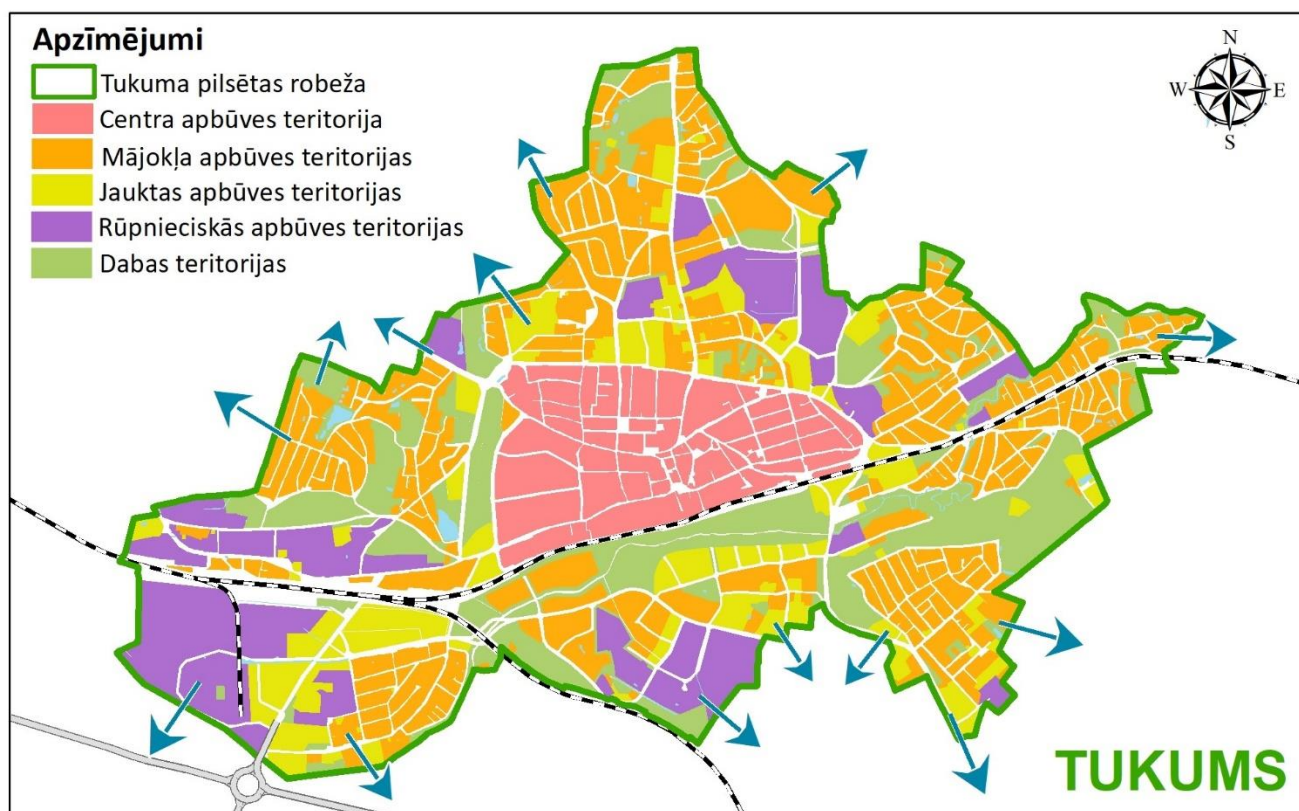 Apzīmējumi
Tukuma pilsētas robeža
Centra apbūves teritorija
Mājokļa apbūves teritorijas
Jauktas apbūves teritorijas
Rūpnieciskās apbūves teritorijas
Dabas teritorijas
N
W E
S
TUKUMS